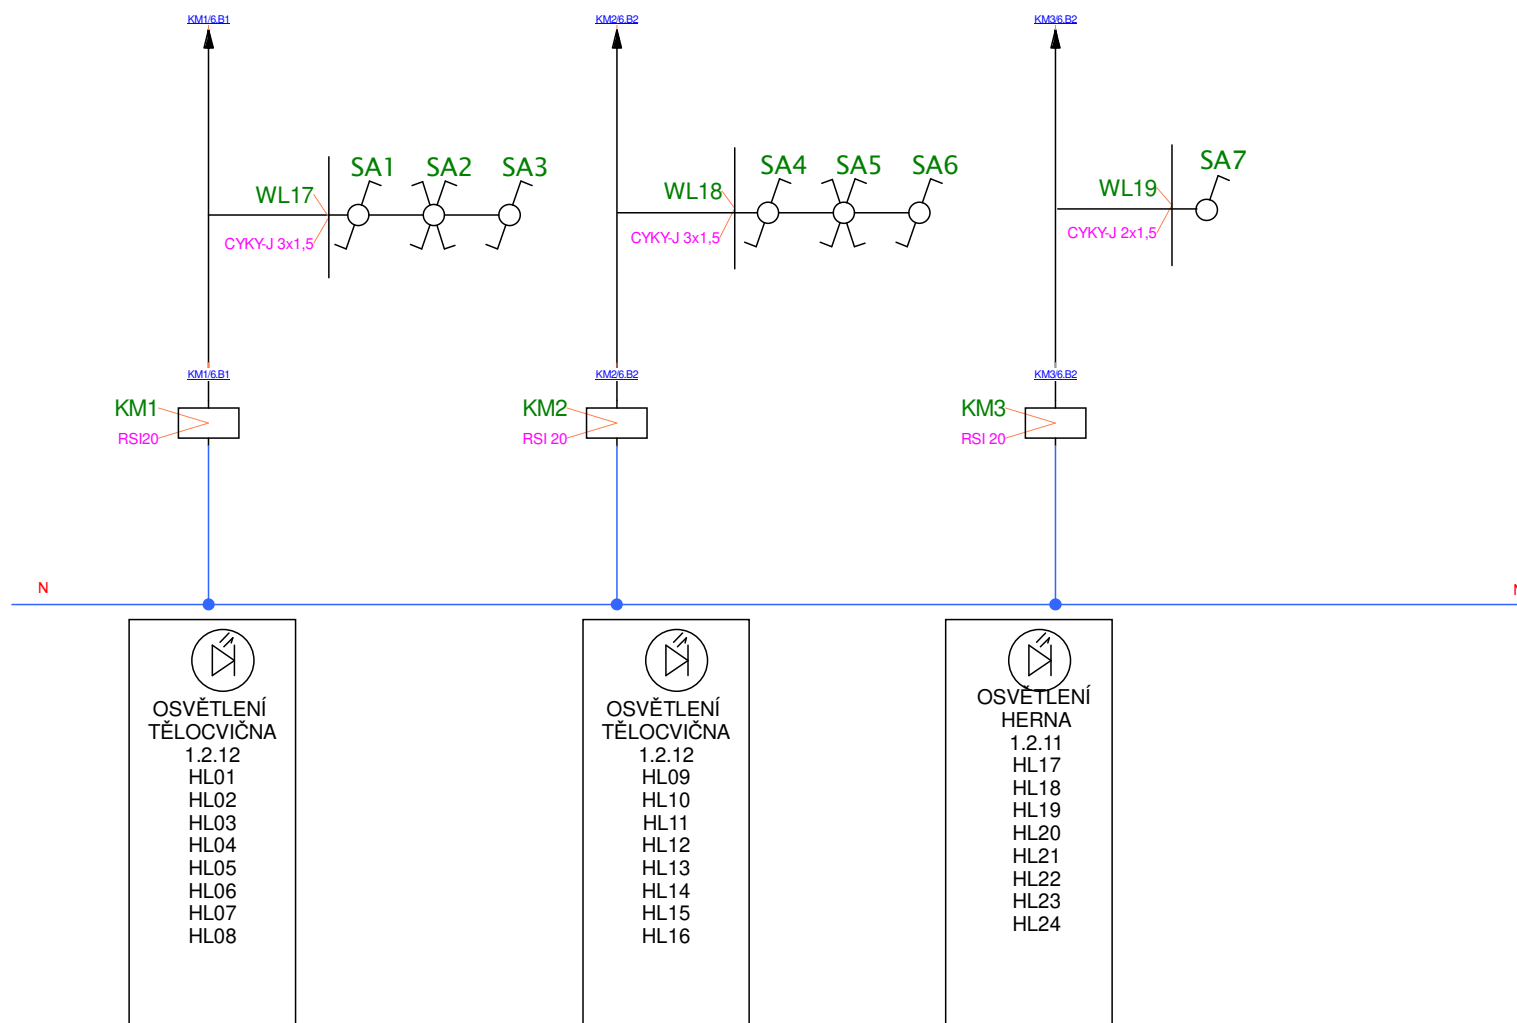 KM1/6.B1
KM2/6.B2
KM3/6.B2
SA1
SA2
SA3
WL17
CYKY-J 3x1,5
SA4
SA5
SA6
WL18
CYKY-J 3x1,5
SA7
WL19
CYKY-J 2x1,5
KM1/6.B1
KM2/6.B2
KM3/6.B2
KM1
RSI20
KM2
RSI 20
KM3
RSI 20
N
OSVĚTLENÍ
TĚLOCVIČNA
1.2.12
HL01
HL02
HL03
HL04
HL05
HL06
HL07
HL08
OSVĚTLENÍ
TĚLOCVIČNA
1.2.12
HL09
HL10
HL11
HL12
HL13
HL14
HL15
HL16
OSVĚTLENÍ
HERNA
1.2.11
HL17
HL18
HL19
HL20
HL21
HL22
HL23
HL24